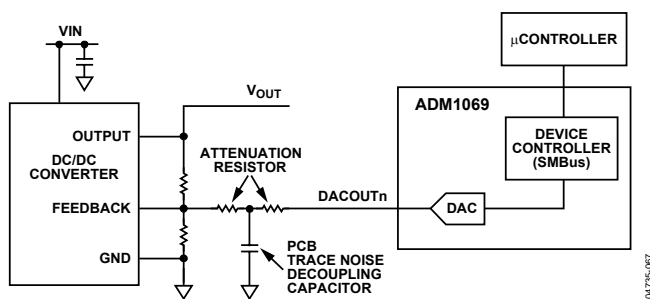 VIN
μCONTROLLER
VOUT
ADM1069
OUTPUT
DC/DC
CONVERTER
ATTENUATION
RESISTOR
DEVICE
CONTROLLER
(SMBus)
FEEDBACK
DACOUTn
DAC
GND
PCB
TRACE NOISE
DECOUPLING
CAPACITOR
04735-067